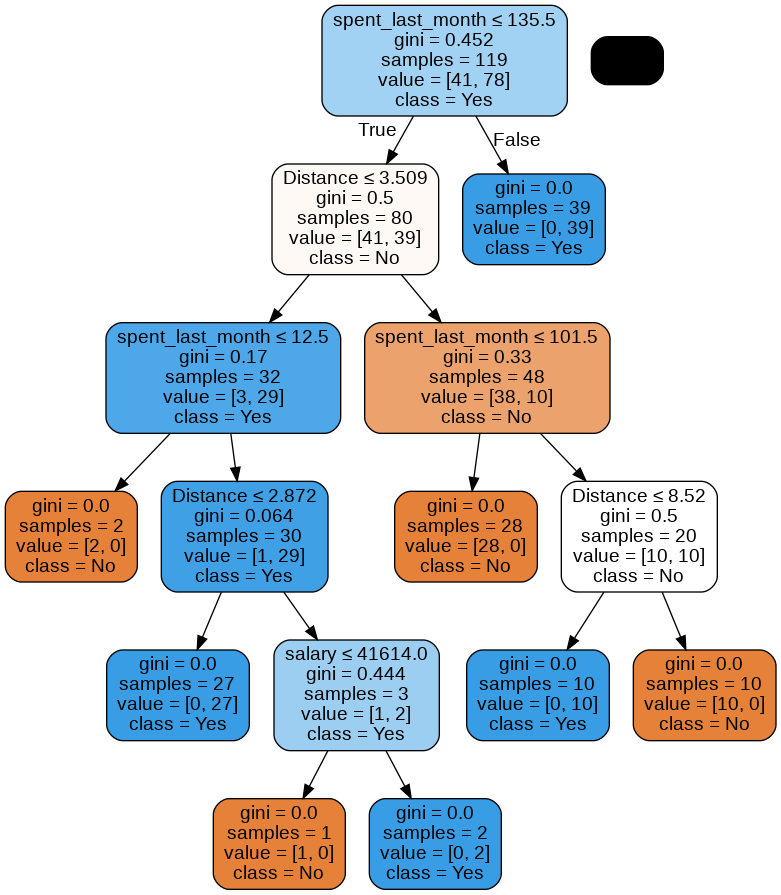 spent_last_month ≤ 135.5
gini = 0.452
samples = 119
value = [41, 78]
class = Yes
True
False
Distance ≤ 3.509
gini = 0.5
samples = 80
value = [41, 39]
class = No
gini = 0.0
samples = 39
value = [0, 39]
class = Yes
spent_last_month ≤ 12.5
gini = 0.17
samples = 32
value = [3, 29]
class = Yes
spent_last_month ≤ 101.5
gini = 0.33
samples = 48
value = [38, 10]
class = No
gini = 0.0
samples = 2
value = [2, 0]
class = No
Distance ≤ 2.872
gini = 0.064
samples = 30
value = [1, 29]
class = Yes
gini = 0.0
samples = 28
value = [28, 0]
class = No
Distance ≤ 8.52
gini = 0.5
samples = 20
value = [10, 10]
class = No
gini = 0.0
samples = 27
value = [0, 27]
class = Yes
salary ≤ 41614.0
gini = 0.444
samples = 3
value = [1, 2]
class = Yes
gini = 0.0
samples = 10
value = [0, 10]
class = Yes
gini = 0.0
samples = 10
value = [10, 0]
class = No
gini = 0.0
samples = 1
value = [1, 0]
class = No
gini = 0.0
samples = 2
value = [0, 2]
class = Yes